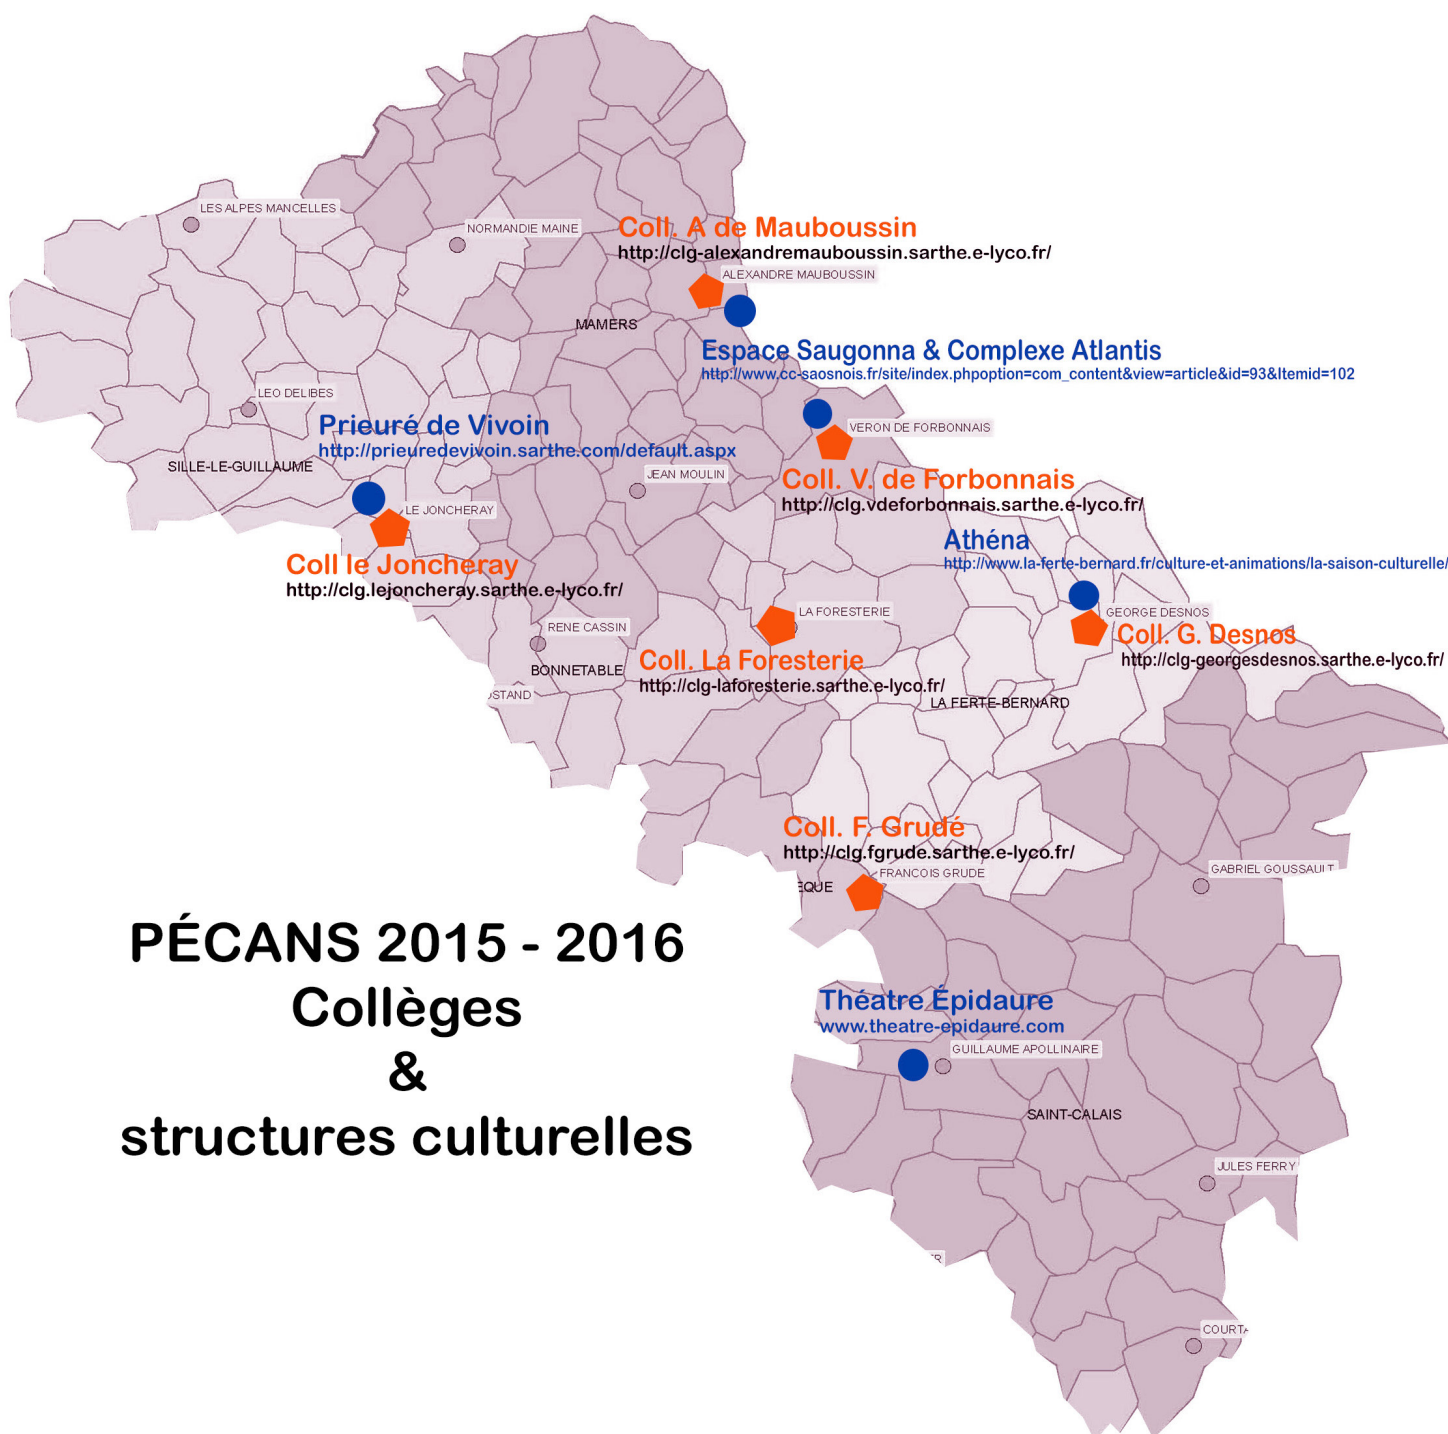 LES ALPES MANCELLES
NORMANDIE MAINE
Coll. A de Mauboussin
http://clg-alexandremauboussin.sarthe.e-lyco.fr/
ALEXANDRE MAUBOUSSIN
MAMERS
Espace Saugonna & Complexe Atlantis
http://www.cc-saosnois.fr/site/index.phpoption=com_content&view=article&id=93&Itemid=102
LEO DELIBES
Prieuré de Vivoin
http://prieuredevivoin.sarthe.com/default.aspx
VERON DE FORBONNAIS
SILLE-LE-GUILLAUME
JEAN MOULIN
Coll. V. de Forbonnais
http://clg.vdeforbonnais.sarthe.e-lyco.fr/
LE JONCHERAY
Athéna
http://www.la-ferte-bernard.fr/culture-et-animations/la-saison-culturelle/
Coll le Joncheray
http://clg.lejoncheray.sarthe.e-lyco.fr/
LA FORESTERIE
GEORGE DESNOS
RENE CASSIN
Coll. G. Desnos
http://clg-georgesdesnos.sarthe.e-lyco.fr/
BONNETABLE
Coll. La Foresterie
http://clg-laforesterie.sarthe.e-lyco.fr/
OSTAND
LA FERTE-BERNARD
Coll. F. Grudé
http://clg.fgrude.sarthe.e-lyco.fr/
FRANCOIS GRUDE
GABRIEL GOUSSAULT
EQUE
PÉCANS 2015 - 2016
Collèges
&
structures culturelles
Théatre Épidaure
www.theatre-epidaure.com
GUILLAUME APOLLINAIRE
SAINT-CALAIS
JULES FERRY
COURTA